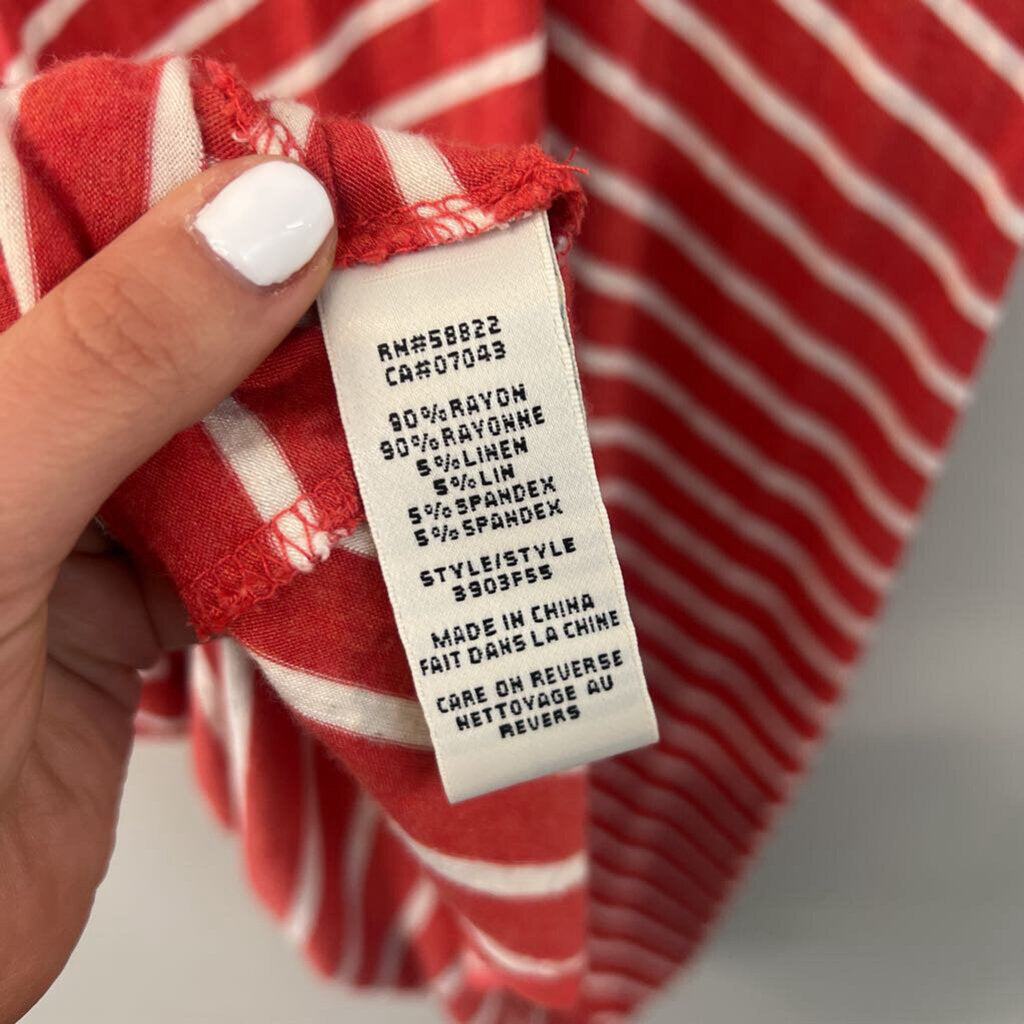 RN#58822
CA#07043
90%RAYON
90%RAYONNE
5%LINEN
5%LIN
5%SPANDEX
5%SPANDEX
STYLE/STYLE
3903F55
MADE IN CHINA
FAIT DANS LA CHINE
CARE ON REVERSE
NETTOYAGE AU
REVERS